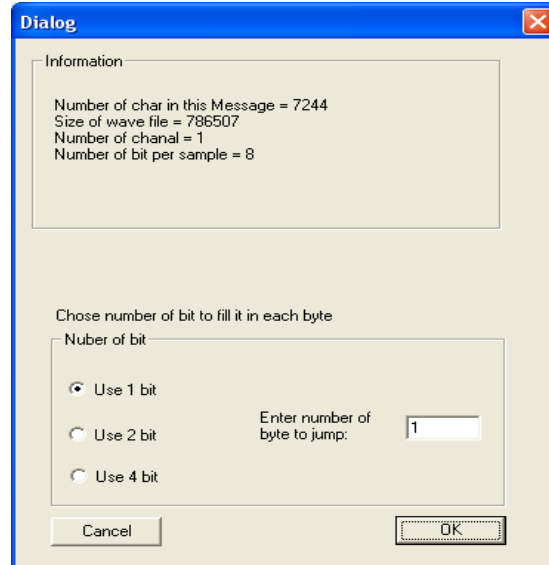 Dialog
Information
Number of char in this Message = 7244
Size of wave file = 786507
Number of chanal = 1
Number of bit per sample = 8
Chose number of bit to fill it in each byte
Nuber of bit
Use 1 bit
Use 2 bit
Use 4 bit
Enter number of
byte to jump:
1
Cancel
OK